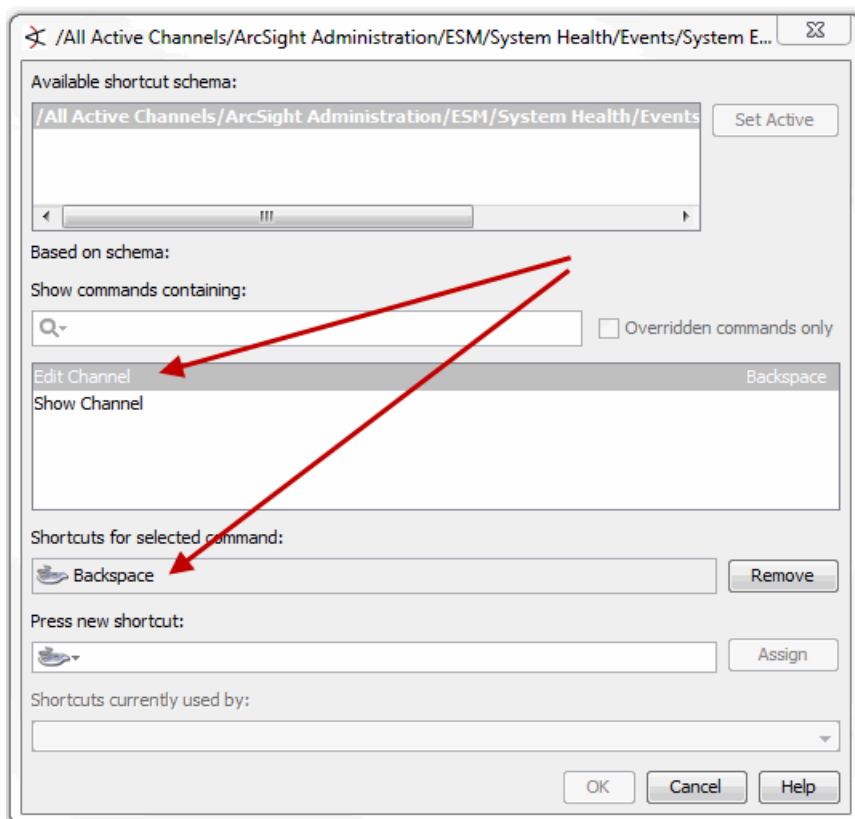 /All Active Channels/ArcSight Administration/ESM/System Health/Events/System E...
Available shortcut schema:
/All Active Channels/ArcSight Administration/ESM/System Health/Events
Set Active
Based on schema:
Show commands containing:
Overridden commands only
Edit Channel Backspace
Show Channel
Shortcuts for selected command:
Backspace
Remove
Press new shortcut:
Assign
Shortcuts currently used by:
OK Cancel Help